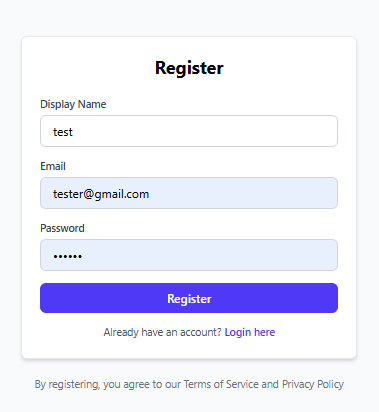 Register
Display Name
test
Email
tester@gmail.com
Password
••••••
Register
Already have an account? Login here
By registering, you agree to our Terms of Service and Privacy Policy